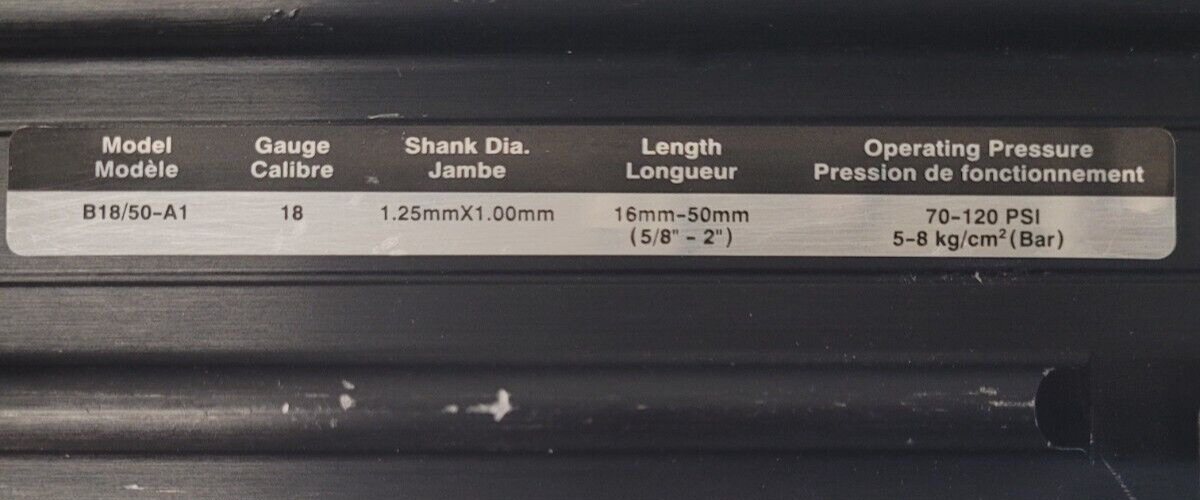 Model Gauge Shank Dia. Length Operating Pressure
Modèle Calibre Jambe Longueur Pression de fonctionnement
B18/50-A1 18 1.25mmX1.00mm 16mm-50mm 70-120 PSI
(5/8" - 2") 5-8 kg/cm²(Bar)